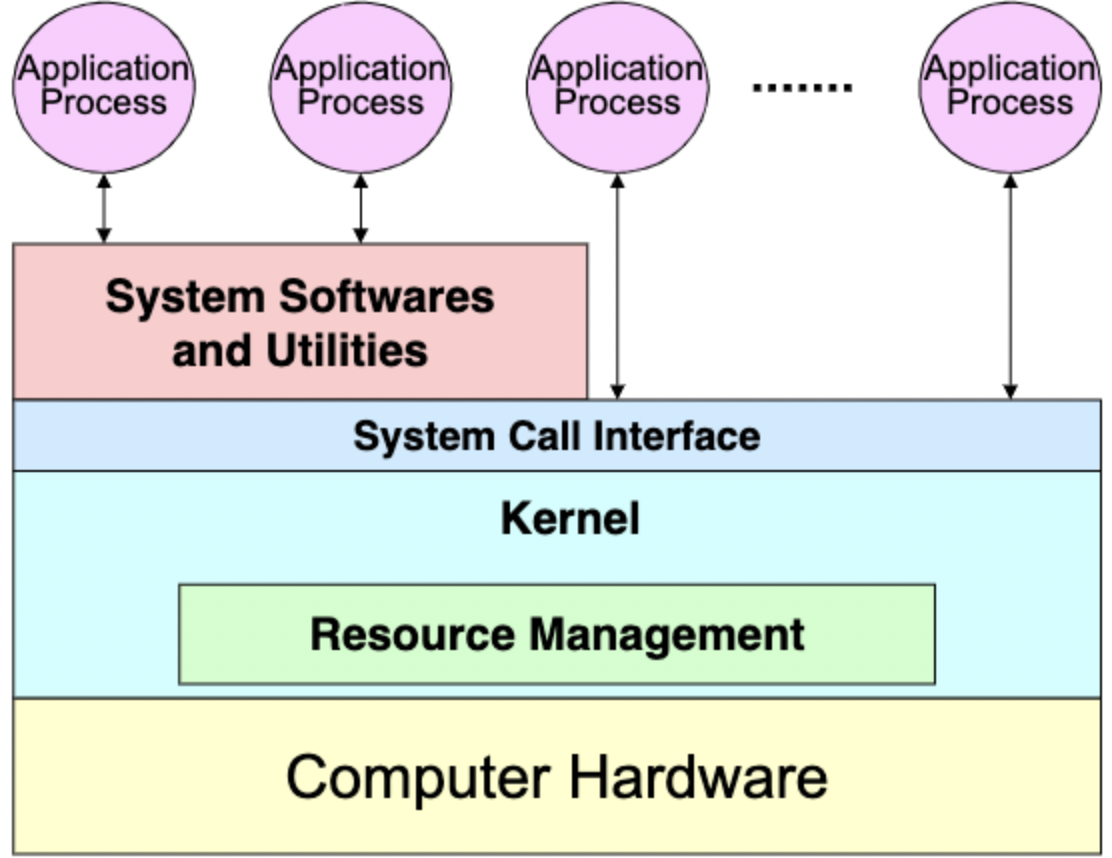 Application
Process
Application
Process
Application
Process
.......
Application
Process
System Softwares
and Utilities
System Call Interface
Kernel
Resource Management
Computer Hardware